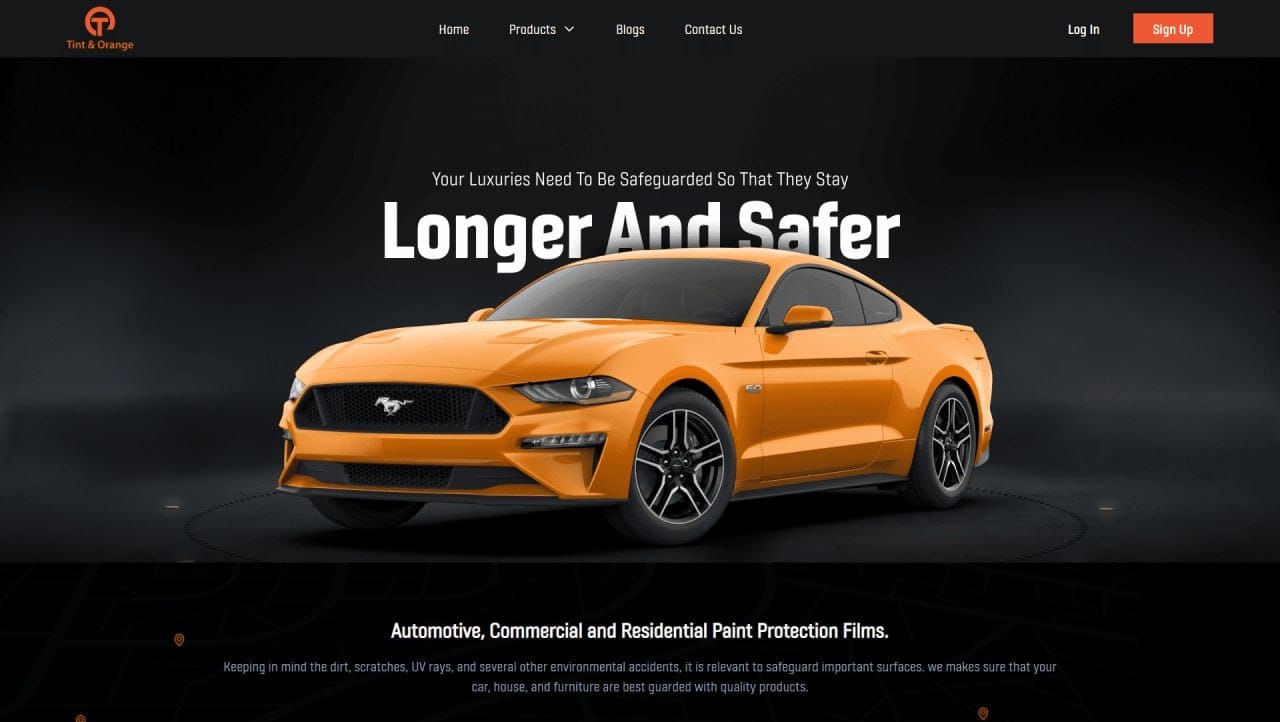 Tint & Orange
Home
Products
Blogs
Contact Us
Log In
Sign Up
Your Luxuries Need To Be Safeguarded So That They Stay
Longer And Safer
5.0
Automotive, Commercial and Residential Paint Protection Films.
Keeping in mind the dirt, scratches, UV rays, and several other environmental accidents, it is relevant to safeguard important surfaces. we makes sure that your
car, house, and furniture are best guarded with quality products.